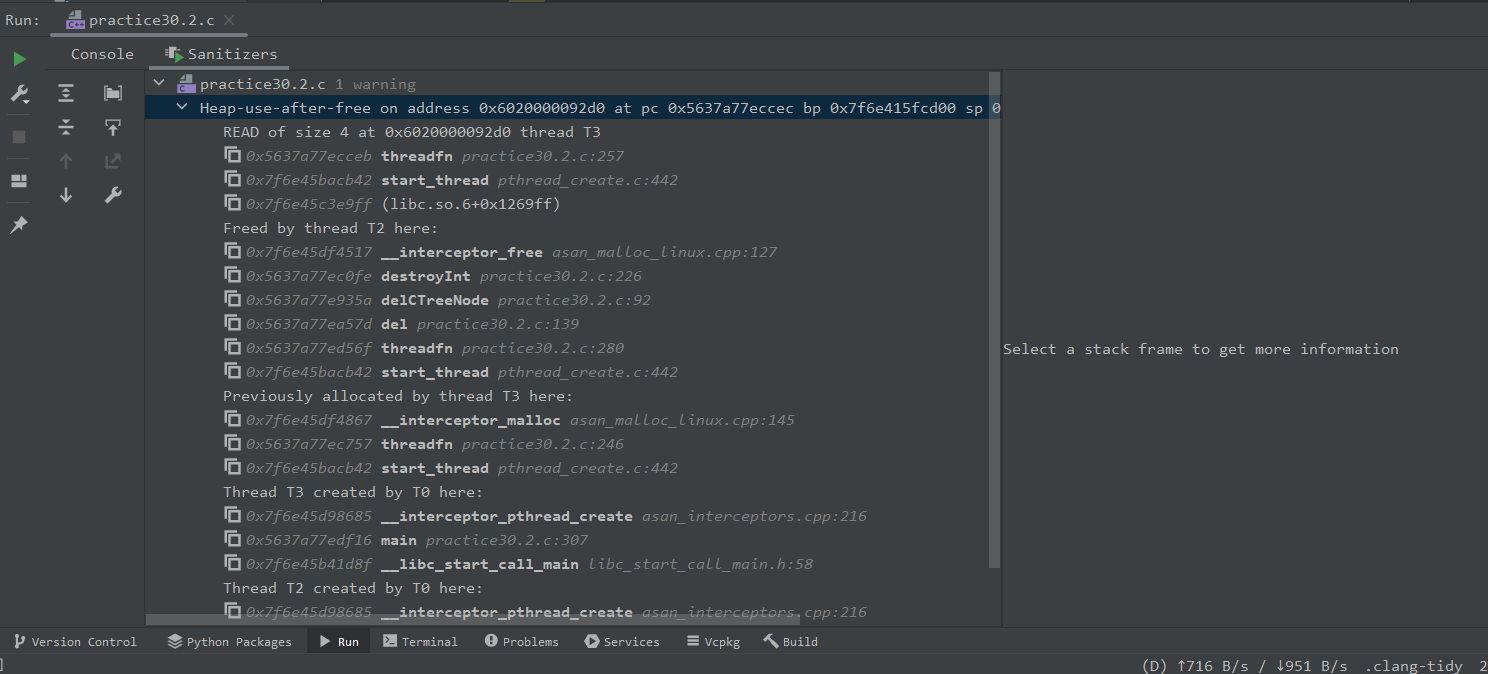 Run: practice30.2.c
Console Sanitizers
practice30.2.c 1 warning
Heap-use-after-free on address 0x6020000092d0 at pc 0x5637a77eccec bp 0x7f6e415fcd00 sp 0
READ of size 4 at 0x6020000092d0 thread T3
0x5637a77ecceb threadfn practice30.2.c:257
0x7f6e45bacb42 start_thread pthread_create.c:442
0x7f6e45c3e9ff (libc.so.6+0x1269ff)
Freed by thread T2 here:
0x7f6e45df4517 __interceptor_free asan_malloc_linux.cpp:127
0x5637a77ec0fe destroyInt practice30.2.c:226
0x5637a77e935a delCTreeNode practice30.2.c:92
0x5637a77ea57d del practice30.2.c:139
0x5637a77ed56f threadfn practice30.2.c:280
0x7f6e45bacb42 start_thread pthread_create.c:442
Previously allocated by thread T3 here:
0x7f6e45df4867 __interceptor_malloc asan_malloc_linux.cpp:145
0x5637a77ec757 threadfn practice30.2.c:246
0x7f6e45bacb42 start_thread pthread_create.c:442
Thread T3 created by T0 here:
0x7f6e45d98685 __interceptor_pthread_create asan_interceptors.cpp:216
0x5637a77edf16 main practice30.2.c:307
0x7f6e45b41d8f __libc_start_call_main libc_start_call_main.h:58
Thread T2 created by T0 here:
0x7f6e45d98685 __interceptor_pthread_create asan_interceptors.cpp:216
Select a stack frame to get more information
Version Control Python Packages Run Terminal Problems Services Vcpkg Build
(D) ↑716 B/s / ↓951 B/s .clang-tidy 2